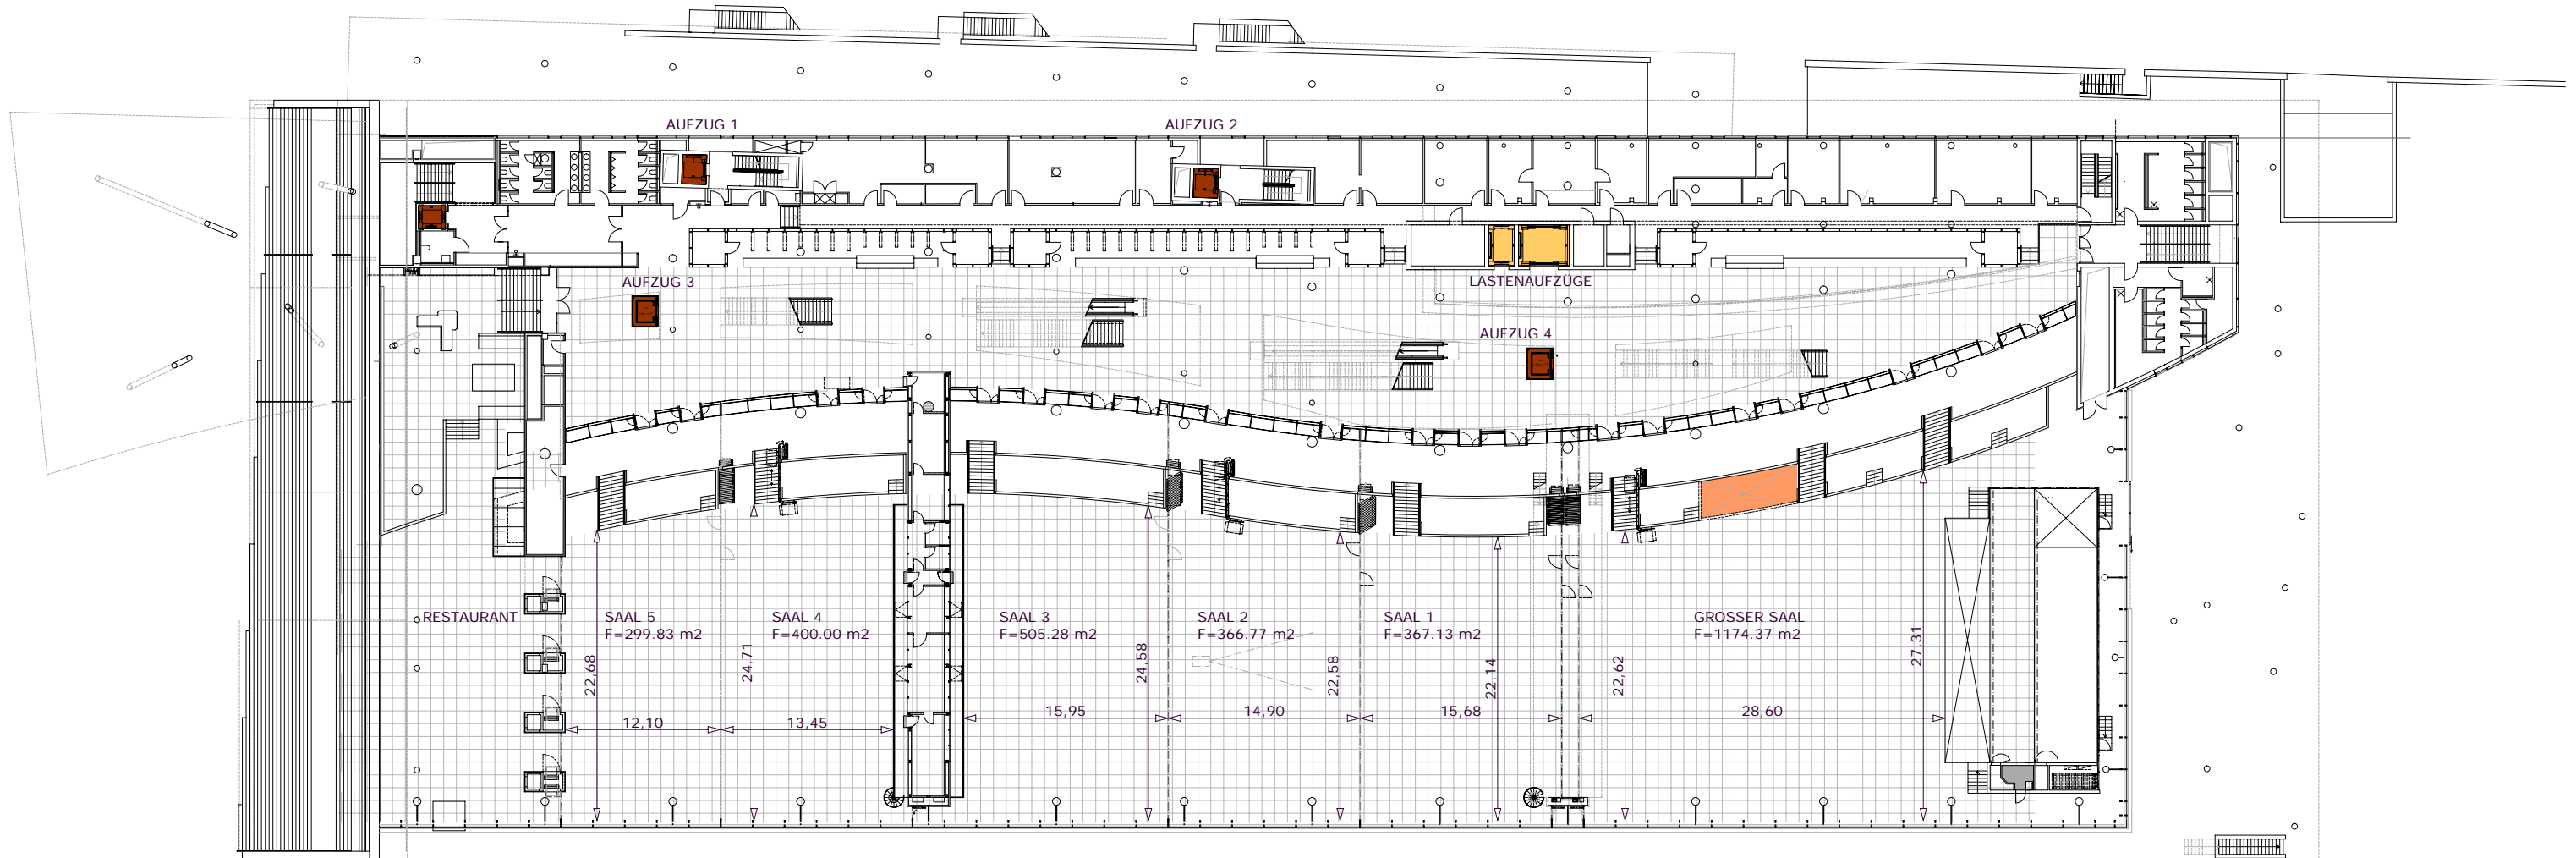 AUFZUG 1
AUFZUG 2
AUFZUG 3
LASTENAUFZÜGE
AUFZUG 4
RESTAURANT
SAAL 5
F=299.83 m2
SAAL 4
F=400.00 m2
SAAL 3
F=505.28 m2
SAAL 2
F=366.77 m2
SAAL 1
F=367.13 m2
GROSSER SAAL
F=1174.37 m2
22,68
24,71
24,58
22,58
22,14
22,62
27,31
12,10
13,45
15,95
14,90
15,68
28,60